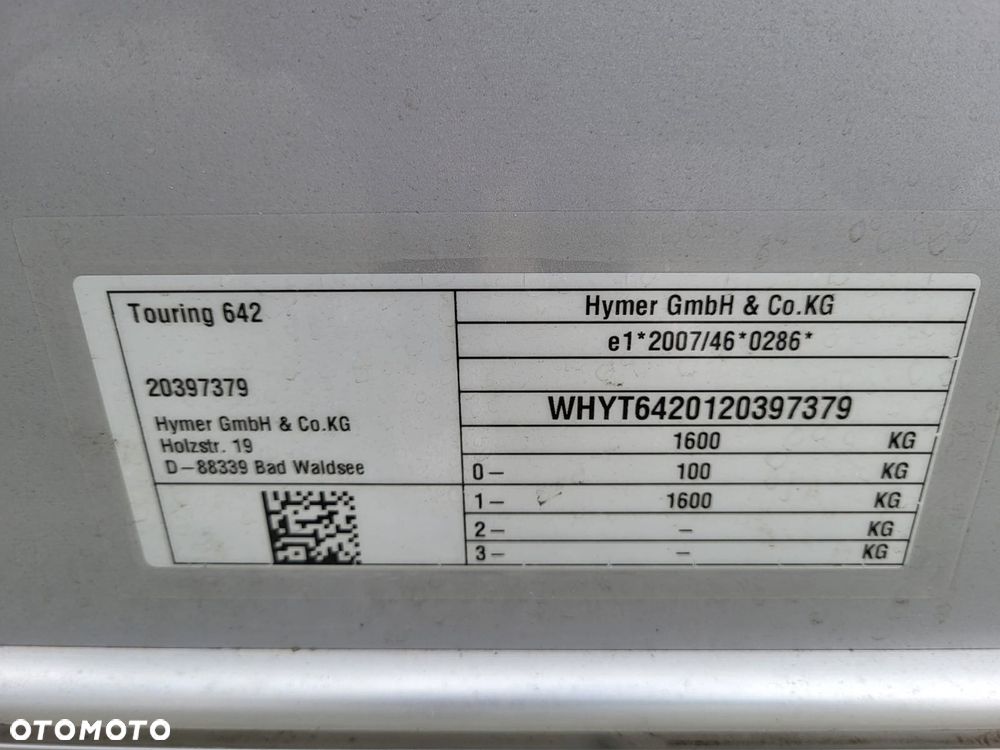 Touring 642
20397379
Hymer GmbH & Co.KG
Holzstr. 19
D-88339 Bad Waldsee
Hymer GmbH & Co.KG
e1*2007/46*0286*
WHYT6420120397379
1600 KG
0- 100 KG
1- 1600 KG
2- - KG
3- - KG
OTOMOTO